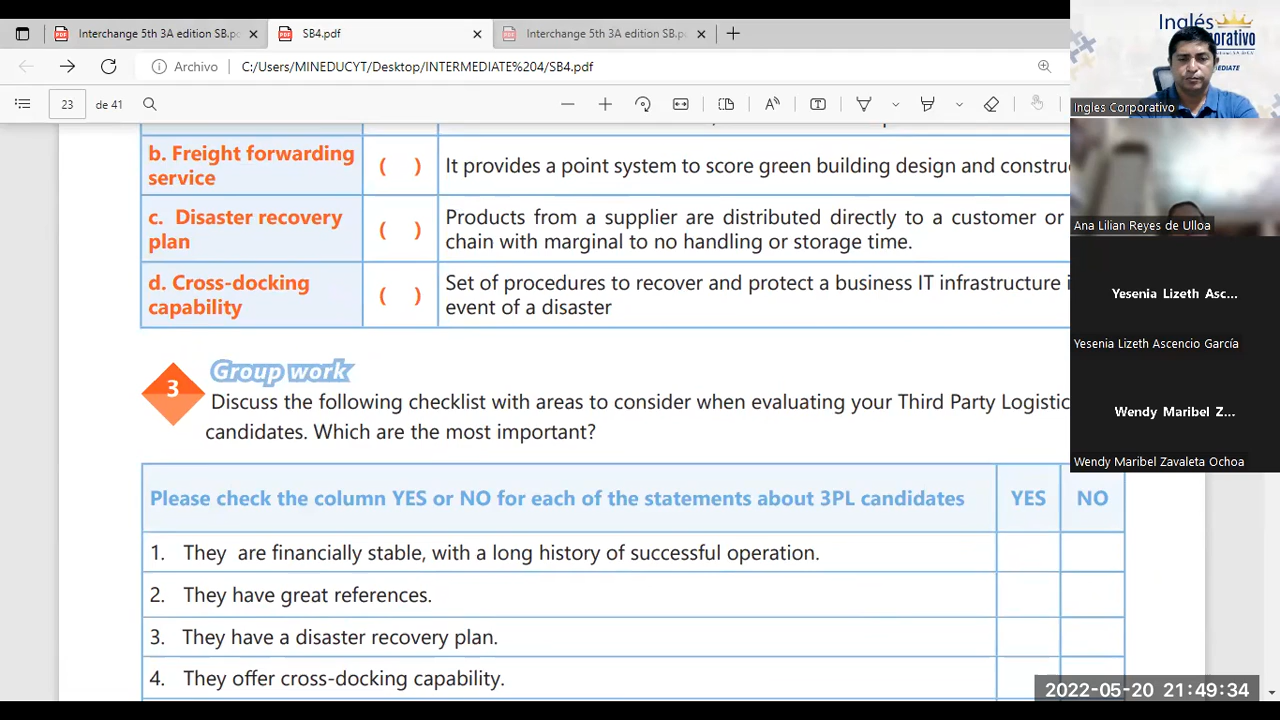 Interchange 5th 3A edition SB.p
SB4.pdf
Interchange 5th 3A edition SB.p
Archivo
C:/Users/MINEDUCYT/Desktop/INTERMEDIATE%204/SB4.pdf
23 de 41
b. Freight forwarding service
( )
It provides a point system to score green building design and constru
c. Disaster recovery plan
( )
Products from a supplier are distributed directly to a customer or
chain with marginal to no handling or storage time.
d. Cross-docking capability
( )
Set of procedures to recover and protect a business IT infrastructure i
event of a disaster
3
Group work
Discuss the following checklist with areas to consider when evaluating your Third Party Logistic
candidates. Which are the most important?
Please check the column YES or NO for each of the statements about 3PL candidates YES NO
1. They are financially stable, with a long history of successful operation.
2. They have great references.
3. They have a disaster recovery plan.
4. They offer cross-docking capability.
Inglés
Ingles Corporativo
Ana Lilian Reyes de Ulloa
Yesenia Lizeth Asc...
Yesenia Lizeth Ascencio García
Wendy Maribel Z...
Wendy Maribel Zavaleta Ochoa
2022-05-20 21:49:34